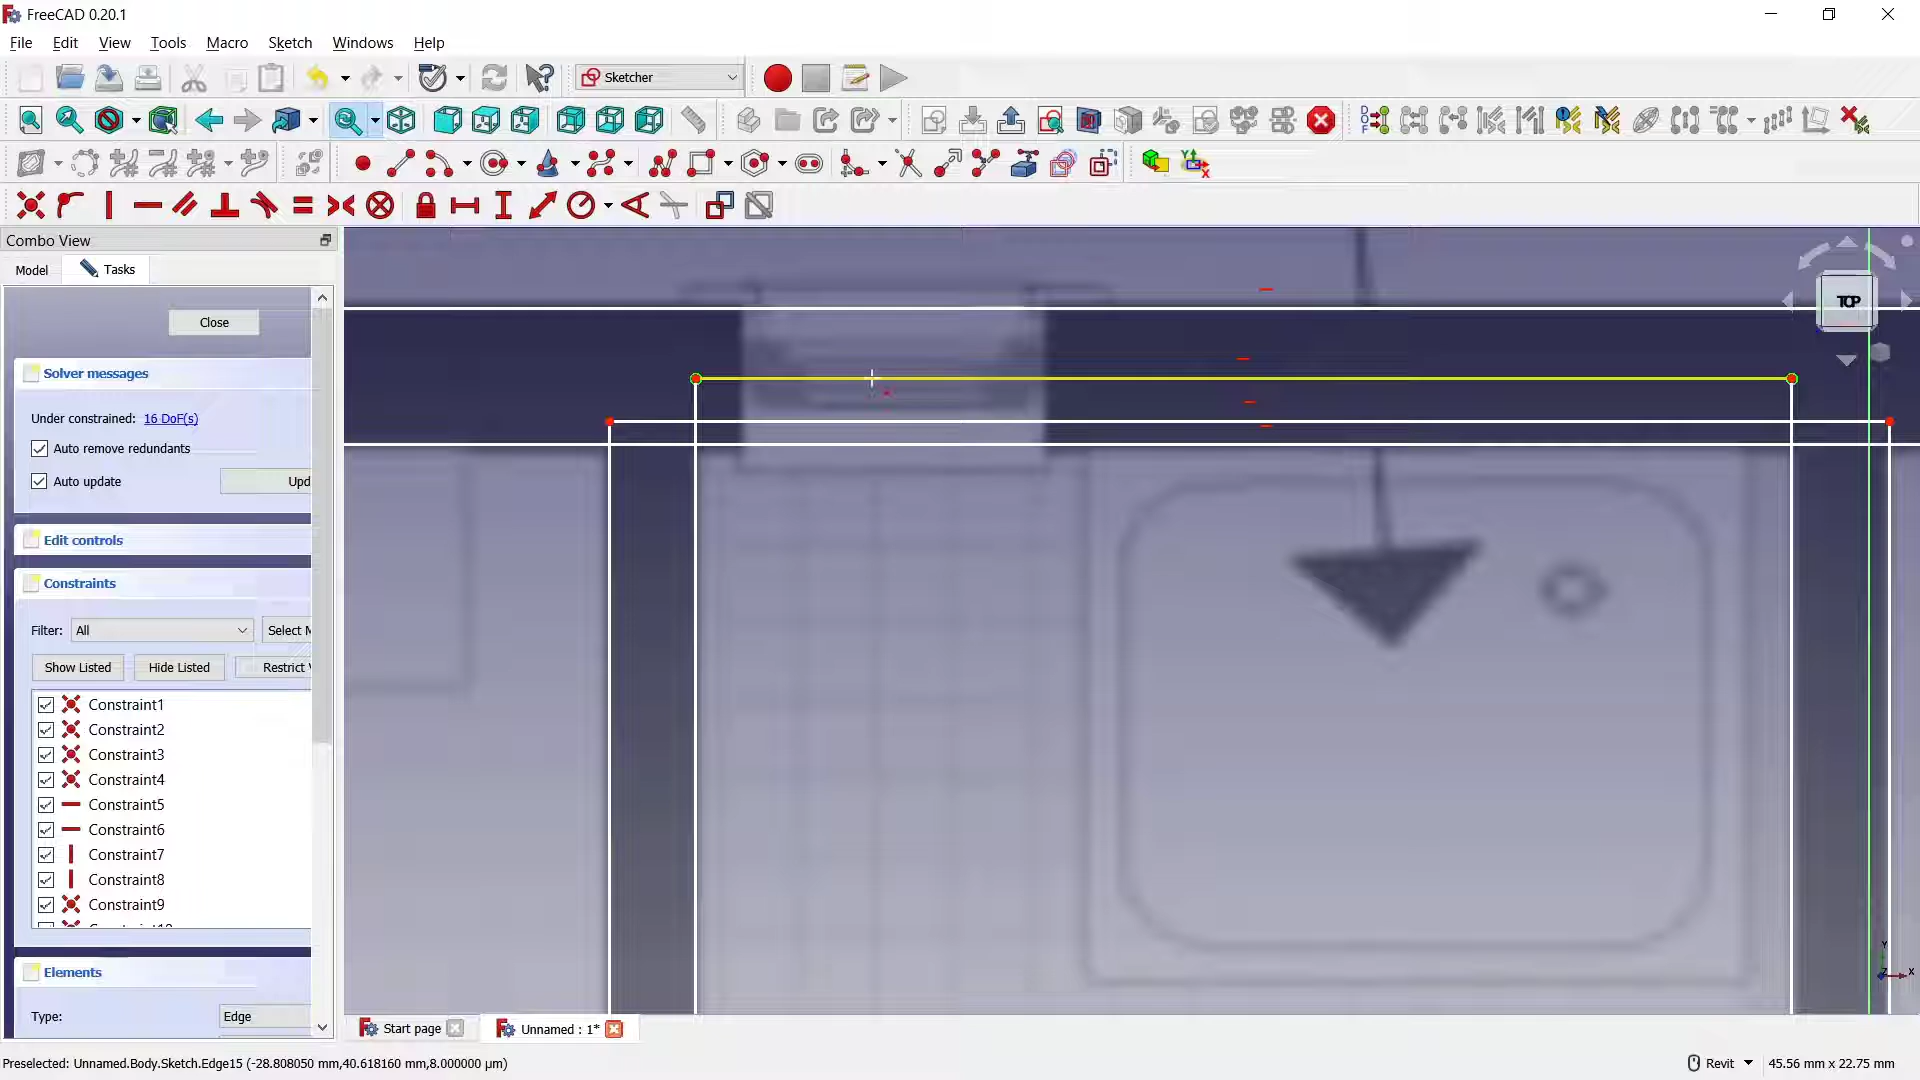 FreeCAD 0.20.1
File Edit View Tools Macro Sketch Windows Help
Sketcher
Combo View
Model Tasks
Close
Solver messages
Under constrained: 16 DoF(s)
Auto remove redundants
Auto update Upd
Edit controls
Constraints
Filter: All Select M
Show Listed Hide Listed Restrict
Constraint1
Constraint2
Constraint3
Constraint4
Constraint5
Constraint6
Constraint7
Constraint8
Constraint9
Elements
Type: Edge
TOP
Y
Z X
Start page Unnamed : 1*
Preselected: Unnamed.Body.Sketch.Edge15 (-28.808050 mm,40.618160 mm,8.000000 µm)
Revit 45.56 mm x 22.75 mm